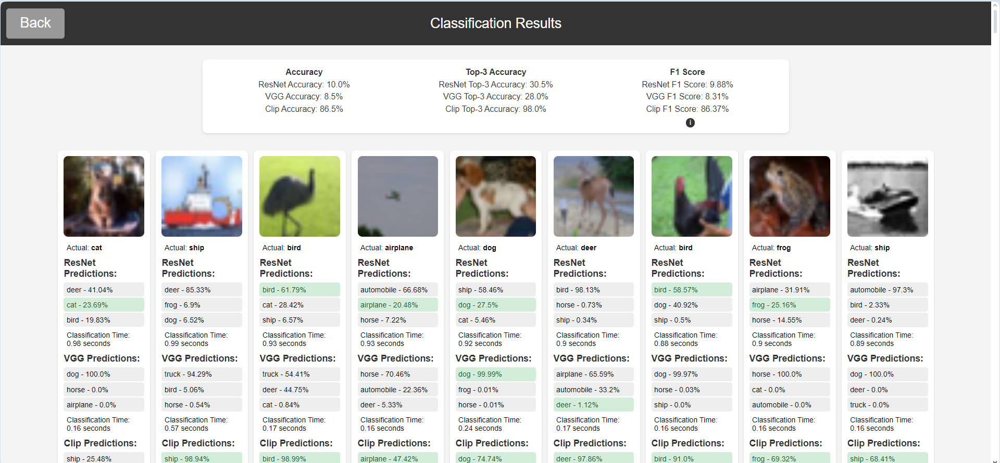 Back
Classification Results
Accuracy
ResNet Accuracy: 10.0%
VGG Accuracy: 8.5%
Clip Accuracy: 86.5%
Top-3 Accuracy
ResNet Top-3 Accuracy: 30.5%
VGG Top-3 Accuracy: 28.0%
Clip Top-3 Accuracy: 98.0%
F1 Score
ResNet F1 Score: 9.88%
VGG F1 Score: 8.31%
Clip F1 Score: 86.37%
i
Actual: cat
ResNet
Predictions:
deer - 41.04%
cat - 23.69%
bird - 19.83%
Classification Time:
0.98 seconds
VGG Predictions:
dog - 100.0%
horse - 0.0%
airplane - 0.0%
Classification Time:
0.16 seconds
Clip Predictions:
ship - 25.48%
Actual: ship
ResNet
Predictions:
deer - 85.33%
frog - 6.9%
dog - 6.52%
Classification Time:
0.99 seconds
VGG Predictions:
truck - 94.29%
bird - 5.06%
horse - 0.54%
Classification Time:
0.57 seconds
Clip Predictions:
ship - 98.94%
Actual: bird
ResNet
Predictions:
bird - 61.79%
cat - 28.42%
ship - 6.57%
Classification Time:
0.93 seconds
VGG Predictions:
truck - 54.41%
deer - 44.75%
cat - 0.84%
Classification Time:
0.17 seconds
Clip Predictions:
bird - 98.99%
Actual: airplane
ResNet
Predictions:
automobile - 66.68%
airplane - 20.48%
horse - 7.22%
Classification Time:
0.93 seconds
VGG Predictions:
horse - 70.46%
automobile - 22.36%
deer - 5.33%
Classification Time:
0.16 seconds
Clip Predictions:
airplane - 47.42%
Actual: dog
ResNet
Predictions:
ship - 58.46%
dog - 27.5%
cat - 5.46%
Classification Time:
0.92 seconds
VGG Predictions:
dog - 99.99%
frog - 0.01%
horse - 0.01%
Classification Time:
0.24 seconds
Clip Predictions:
dog - 74.74%
Actual: deer
ResNet
Predictions:
bird - 98.13%
horse - 0.73%
ship - 0.34%
Classification Time:
0.9 seconds
VGG Predictions:
airplane - 65.59%
automobile - 33.2%
deer - 1.12%
Classification Time:
0.17 seconds
Clip Predictions:
deer - 97.86%
Actual: bird
ResNet
Predictions:
bird - 58.57%
dog - 40.92%
ship - 0.5%
Classification Time:
0.88 seconds
VGG Predictions:
dog - 99.97%
horse - 0.03%
ship - 0.0%
Classification Time:
0.16 seconds
Clip Predictions:
bird - 91.0%
Actual: frog
ResNet
Predictions:
airplane - 31.91%
frog - 25.16%
horse - 14.55%
Classification Time:
0.9 seconds
VGG Predictions:
horse - 100.0%
cat - 0.0%
automobile - 0.0%
Classification Time:
0.16 seconds
Clip Predictions:
frog - 69.32%
Actual: ship
ResNet
Predictions:
automobile - 97.3%
bird - 2.33%
deer - 0.24%
Classification Time:
0.89 seconds
VGG Predictions:
dog - 100.0%
deer - 0.0%
truck - 0.0%
Classification Time:
0.16 seconds
Clip Predictions:
ship - 68.41%